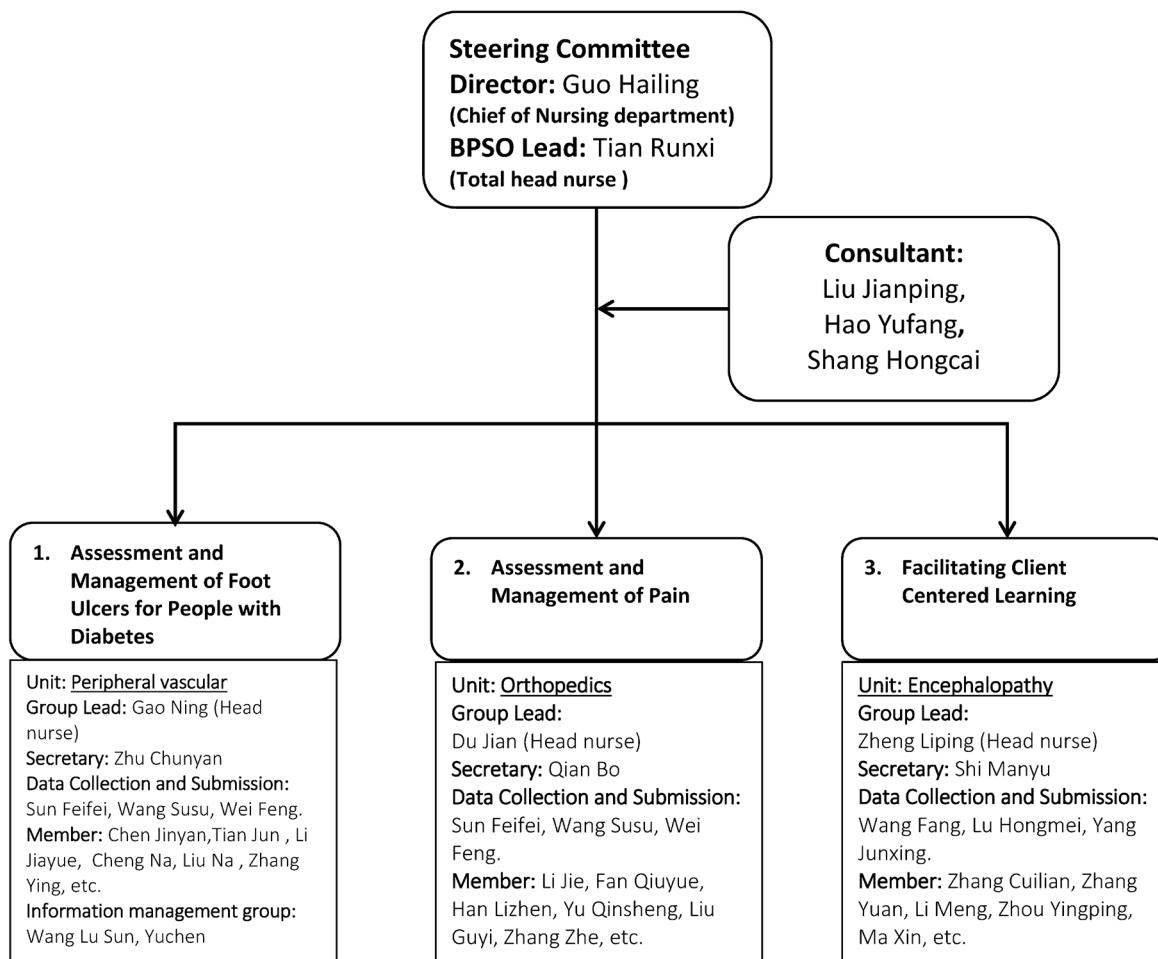 Steering Committee
Director: Guo Hailing
(Chief of Nursing department)
BPSO Lead: Tian Runxi
(Total head nurse )
Consultant:
Liu Jianping,
Hao Yufang,
Shang Hongcai
1. Assessment and
Management of Foot
Ulcers for People with
Diabetes
Unit: Peripheral vascular
Group Lead: Gao Ning (Head
nurse)
Secretary: Zhu Chunyan
Data Collection and Submission:
Sun Feifei, Wang Susu, Wei Feng.
Member: Chen Jinyan,Tian Jun , Li
Jiayue, Cheng Na, Liu Na , Zhang
Ying, etc.
Information management group:
Wang Lu Sun, Yuchen
2. Assessment and
Management of Pain
Unit: Orthopedics
Group Lead:
Du Jian (Head nurse)
Secretary: Qian Bo
Data Collection and Submission:
Sun Feifei, Wang Susu, Wei
Feng.
Member: Li Jie, Fan Qiuyue,
Han Lizhen, Yu Qinsheng, Liu
Guyi, Zhang Zhe, etc.
3. Facilitating Client
Centered Learning
Unit: Encephalopathy
Group Lead:
Zheng Liping (Head nurse)
Secretary: Shi Manyu
Data Collection and Submission:
Wang Fang, Lu Hongmei, Yang
Junxing.
Member: Zhang Cuilian, Zhang
Yuan, Li Meng, Zhou Yingping,
Ma Xin, etc.